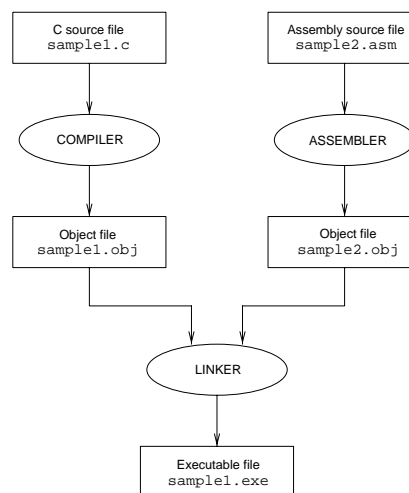 C source file
sample1.c
Assembly source file
sample2.asm
COMPILER
ASSEMBLER
Object file
sample1.obj
Object file
sample2.obj
LINKER
Executable file
sample1.exe